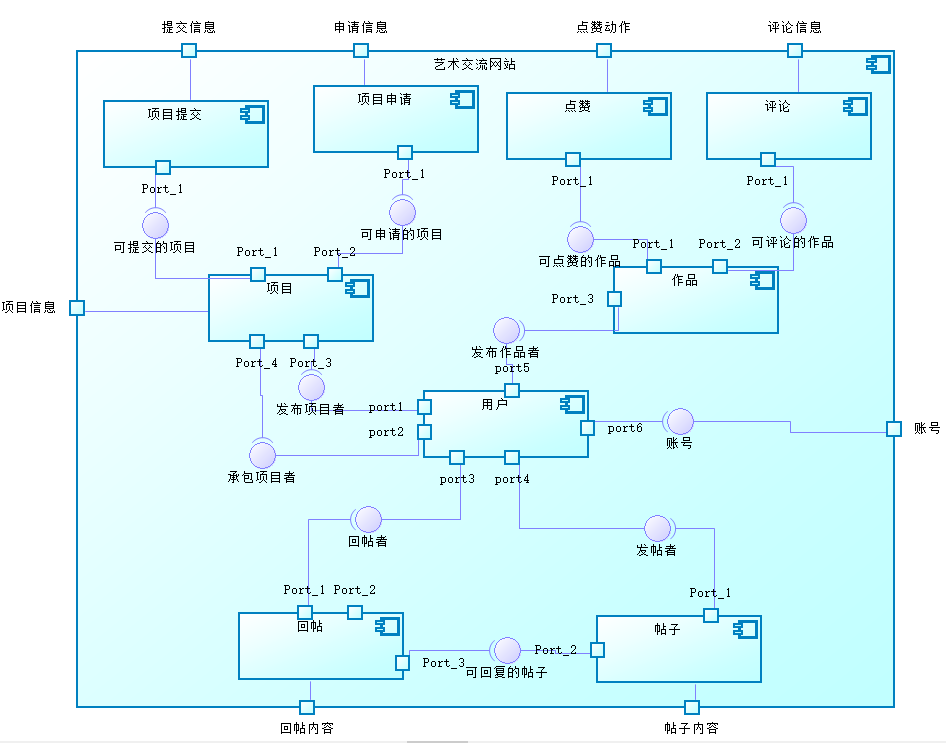 提交信息
申请信息
点赞动作
评论信息
艺术交流网站
项目提交
项目申请
点赞
评论
Port_1
Port_1
Port_1
Port_1
可提交的项目
可申请的项目
可点赞的作品
可评论的作品
Port_1
Port_2
Port_1
Port_2
项目
作品
项目信息
Port_3
Port_4
Port_3
发布作品者
port5
发布项目者
port1
用户
port2
port6
账号
账号
承包项目者
port3
port4
回帖者
发帖者
Port_1
Port_2
Port_1
回帖
帖子
Port_3
可回复的帖子
Port_2
回帖内容
帖子内容